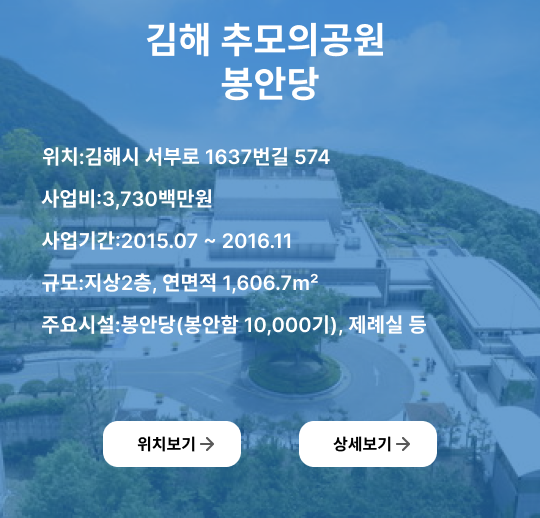 김해 추모의공원
봉안당
위치:김해시 서부로 1637번길 574
사업비:3,730백만원
사업기간:2015.07 ~ 2016.11
규모:지상2층, 연면적 1,606.7m²
주요시설:봉안당(봉안함 10,000기), 제례실 등
위치보기 → 상세보기 →